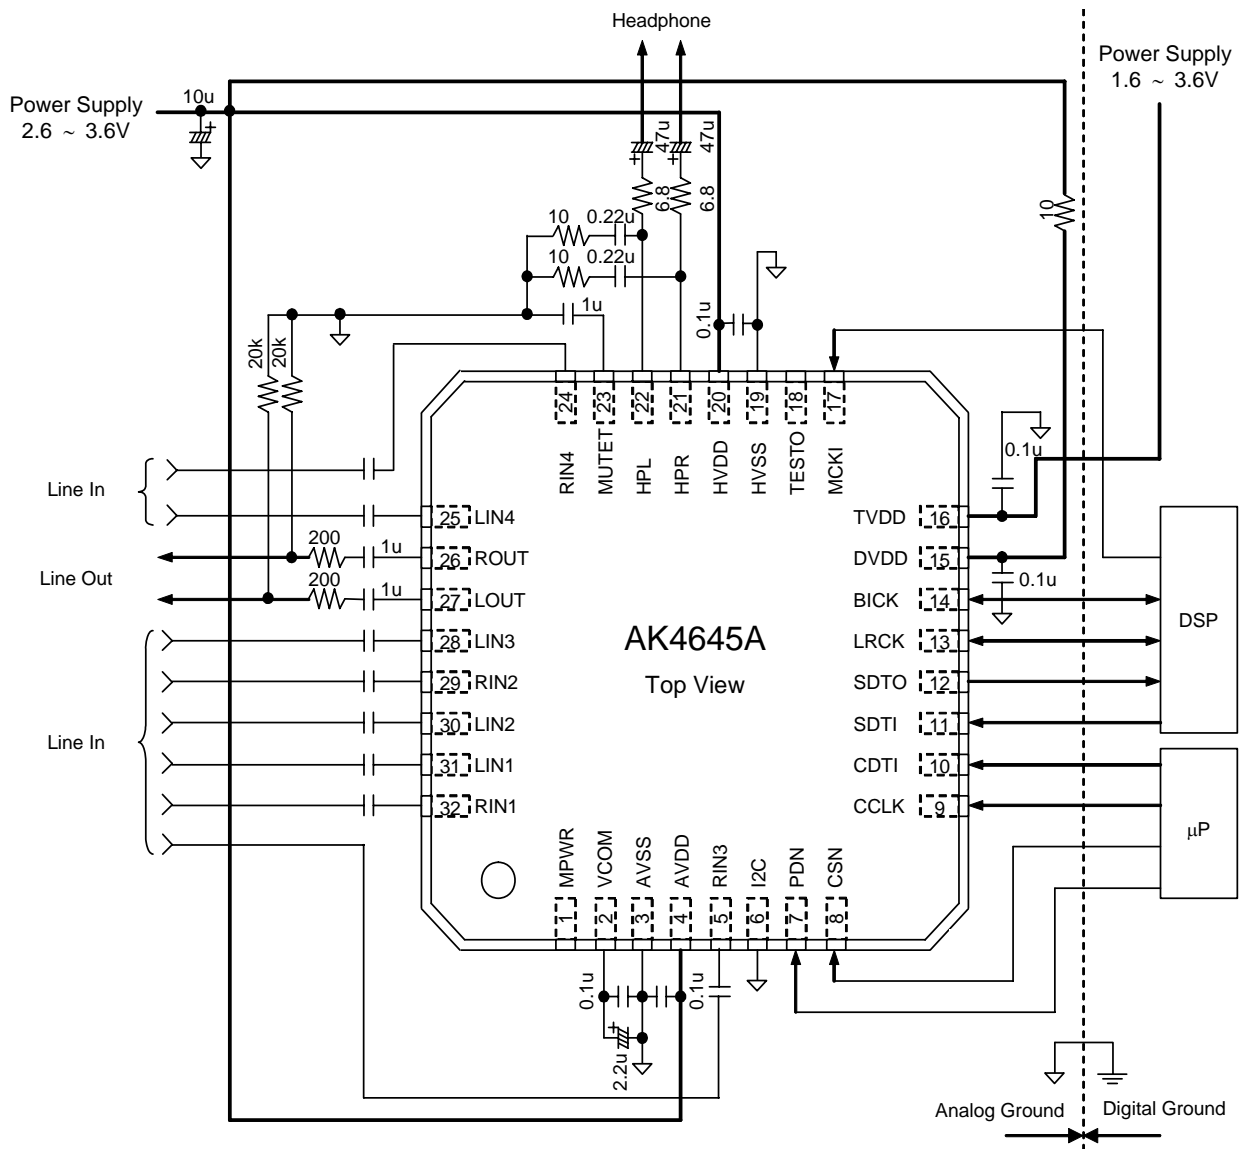 Headphone
Power Supply
1.6 ~ 3.6V
Power Supply
2.6 ~ 3.6V
10u
+
47u
47u
+
+
6.8
6.8
10
10
0.22u
10
0.22u
1u
0.1u
20k
20k
24
23
22
21
20
19
18
17
RIN4
MUTET
HPL
HPR
HVDD
HVSS
TESTO
MCKI
0.1u
Line In
25 LIN4
TVDD 16
200
1u
26 ROUT
DVDD 15
0.1u
Line Out
200
1u
27 LOUT
BICK 14
28 LIN3
LRCK 13
29 RIN2
SDTO 12
30 LIN2
SDTI 11
31 LIN1
CDTI 10
32 RIN1
CCLK 9
Line In
AK4645A
Top View
DSP
μP
MPWR
VCOM
AVSS
AVDD
RIN3
I2C
PDN
CSN
1
2
3
4
5
6
7
8
0.1u
0.1u
+
2.2u
Analog Ground
Digital Ground